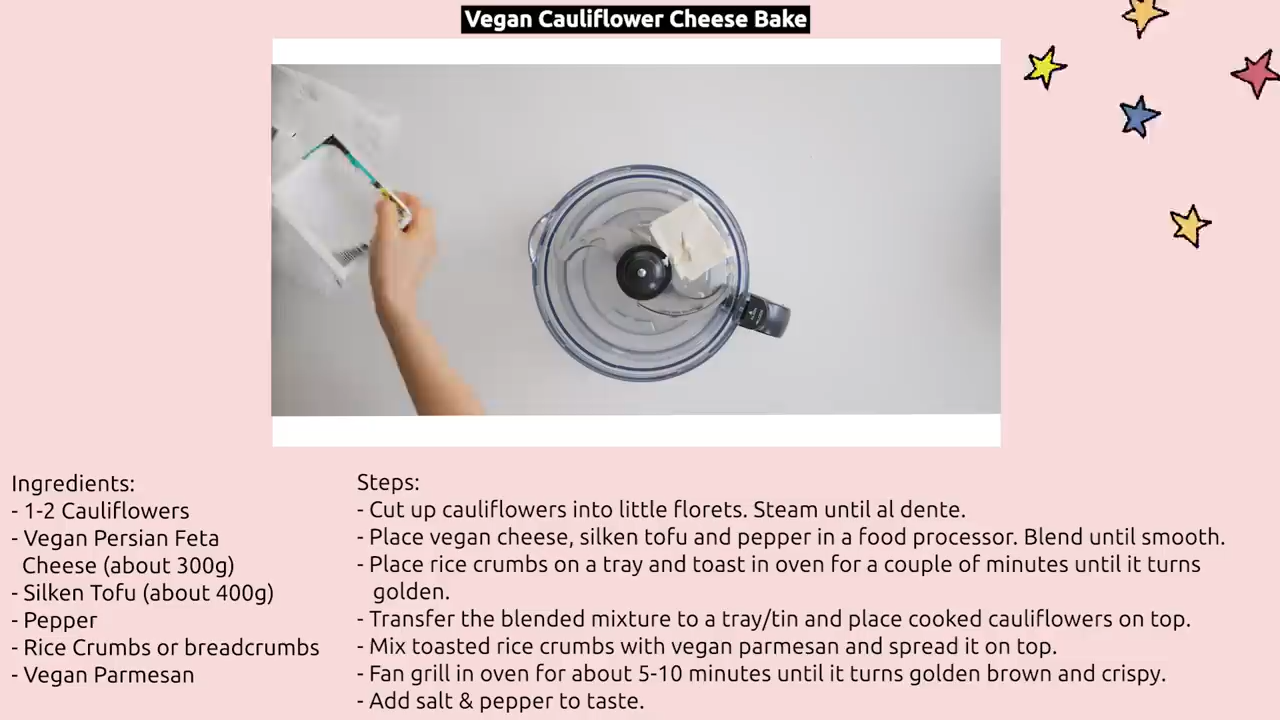 Vegan Cauliflower Cheese Bake
Ingredients:
- 1-2 Cauliflowers
- Vegan Persian Feta
Cheese (about 300g)
- Silken Tofu (about 400g)
- Pepper
- Rice Crumbs or breadcrumbs
- Vegan Parmesan
Steps:
- Cut up cauliflowers into little florets. Steam until al dente.
- Place vegan cheese, silken tofu and pepper in a food processor. Blend until smooth.
- Place rice crumbs on a tray and toast in oven for a couple of minutes until it turns
golden.
- Transfer the blended mixture to a tray/tin and place cooked cauliflowers on top.
- Mix toasted rice crumbs with vegan parmesan and spread it on top.
- Fan grill in oven for about 5-10 minutes until it turns golden brown and crispy.
- Add salt & pepper to taste.